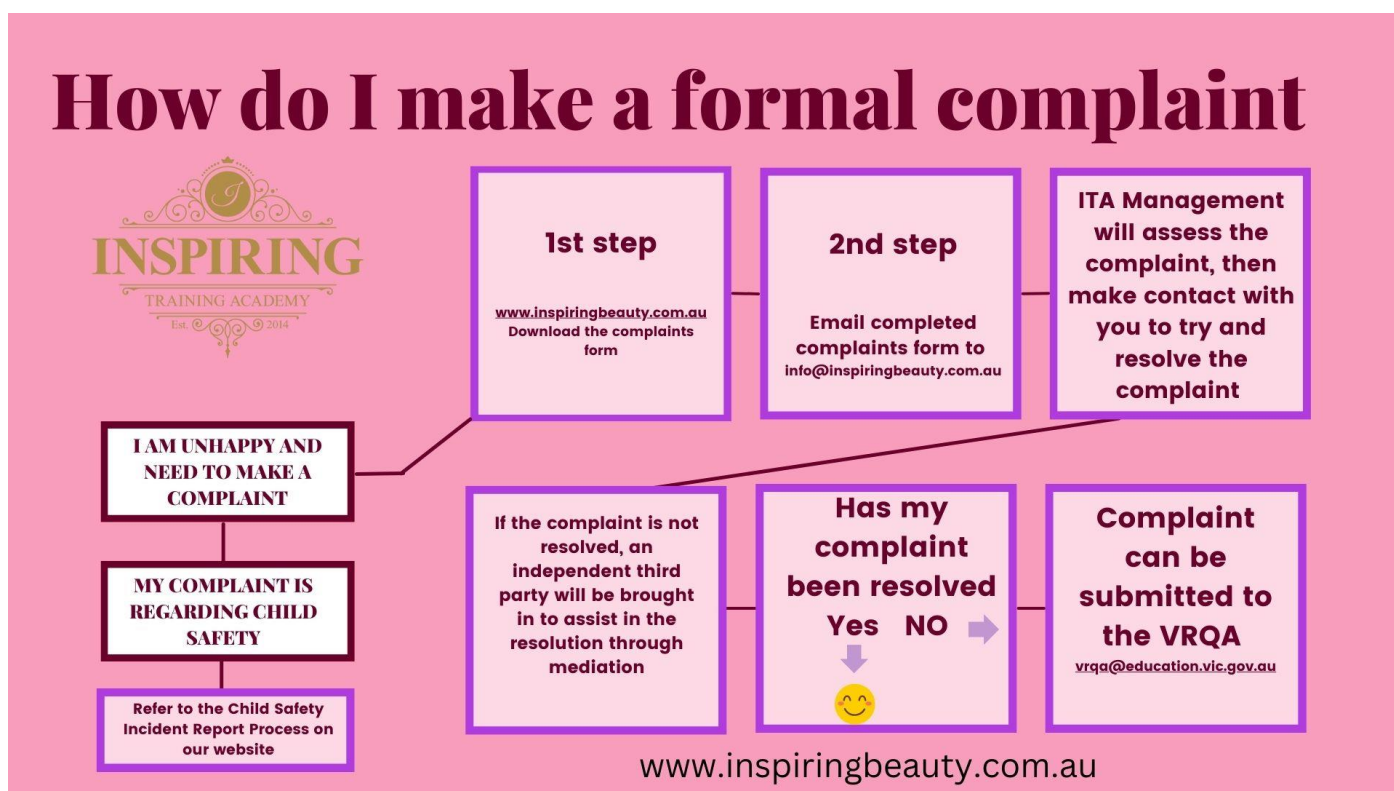 How do I make a formal complaint
I
INSPIRING
TRAINING ACADEMY
Est. 2014
I AM UNHAPPY AND
NEED TO MAKE A
COMPLAINT
MY COMPLAINT IS
REGARDING CHILD
SAFETY
Refer to the Child Safety
Incident Report Process on
our website
1st step
www.inspiringbeauty.com.au
Download the complaints
form
2nd step
Email completed
complaints form to
info@inspiringbeauty.com.au
ITA Management
will assess the
complaint, then
make contact with
you to try and
resolve the
complaint
If the complaint is not
resolved, an
independent third
party will be brought
in to assist in the
resolution through
mediation
Has my
complaint
been resolved
Yes NO
Complaint
can be
submitted to
the VRQA
vrqa@education.vic.gov.au
www.inspiringbeauty.com.au